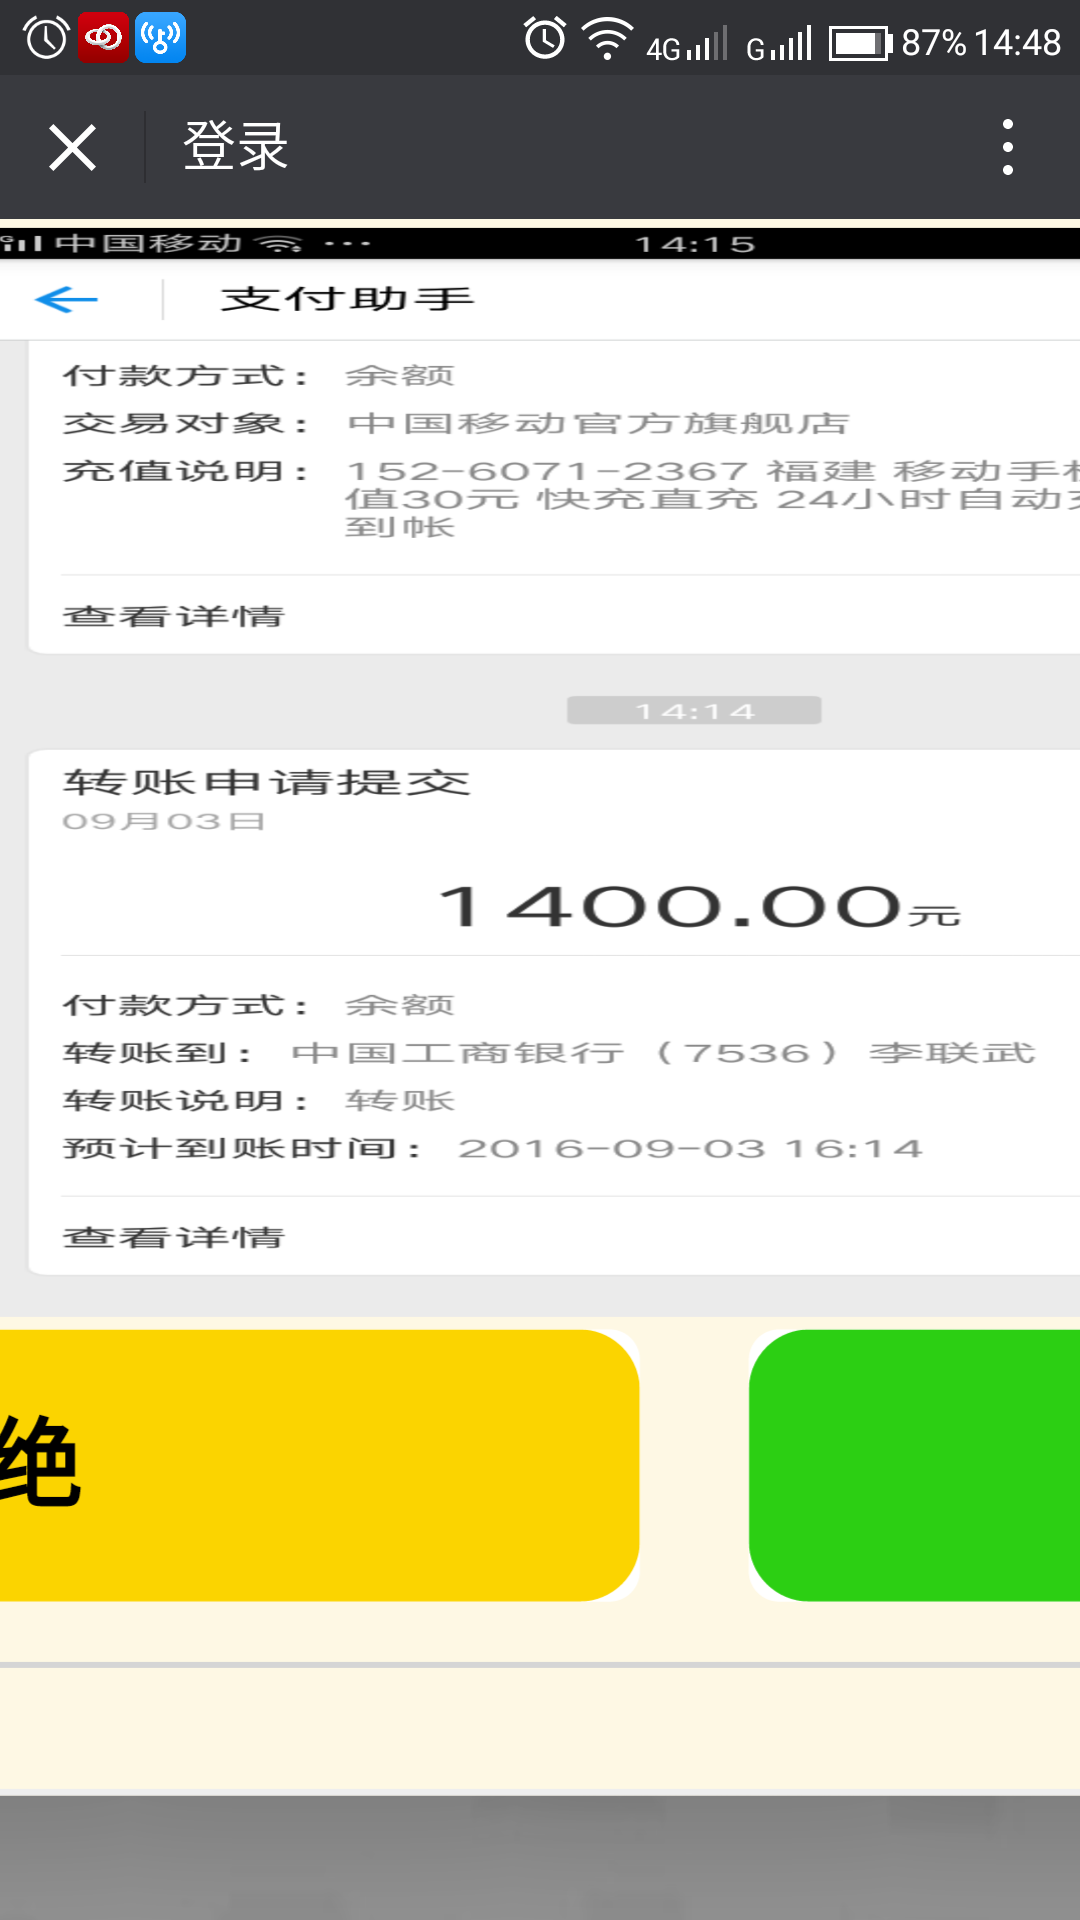 4G G 87% 14:48
登录
中国移动 ··· 14:15
支付助手
付款方式： 余额
交易对象： 中国移动官方旗舰店
充值说明： 152-6071-2367 福建 移动手
值30元 快充直充 24小时自动
到帐
查看详情
14:14
转账申请提交
09月03日
1400.00元
付款方式： 余额
转账到： 中国工商银行（7536）李联武
转账说明： 转账
预计到账时间： 2016-09-03 16:14
查看详情
绝